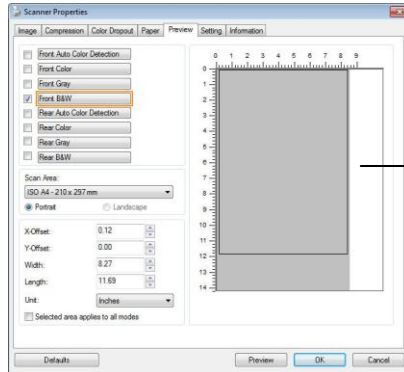 Scanner Properties
Image Compression Color Dropout Paper Preview Setting Information
Front Auto Color Detection
Front Color
Front Gray
Front B&W
Rear Auto Color Detection
Rear Color
Rear Gray
Rear B&W
Scan Area:
ISO A4 - 210 x 297 mm
Portrait Landscape
X-Offset: 0.12
Y-Offset: 0.00
Width: 8.27
Length: 11.69
Unit: Inches
Selected area applies to all modes
0 1 2 3 4 5 6 7 8 9
0
1
2
3
4
5
6
7
8
9
10
11
12
13
14
Defaults Preview OK Cancel